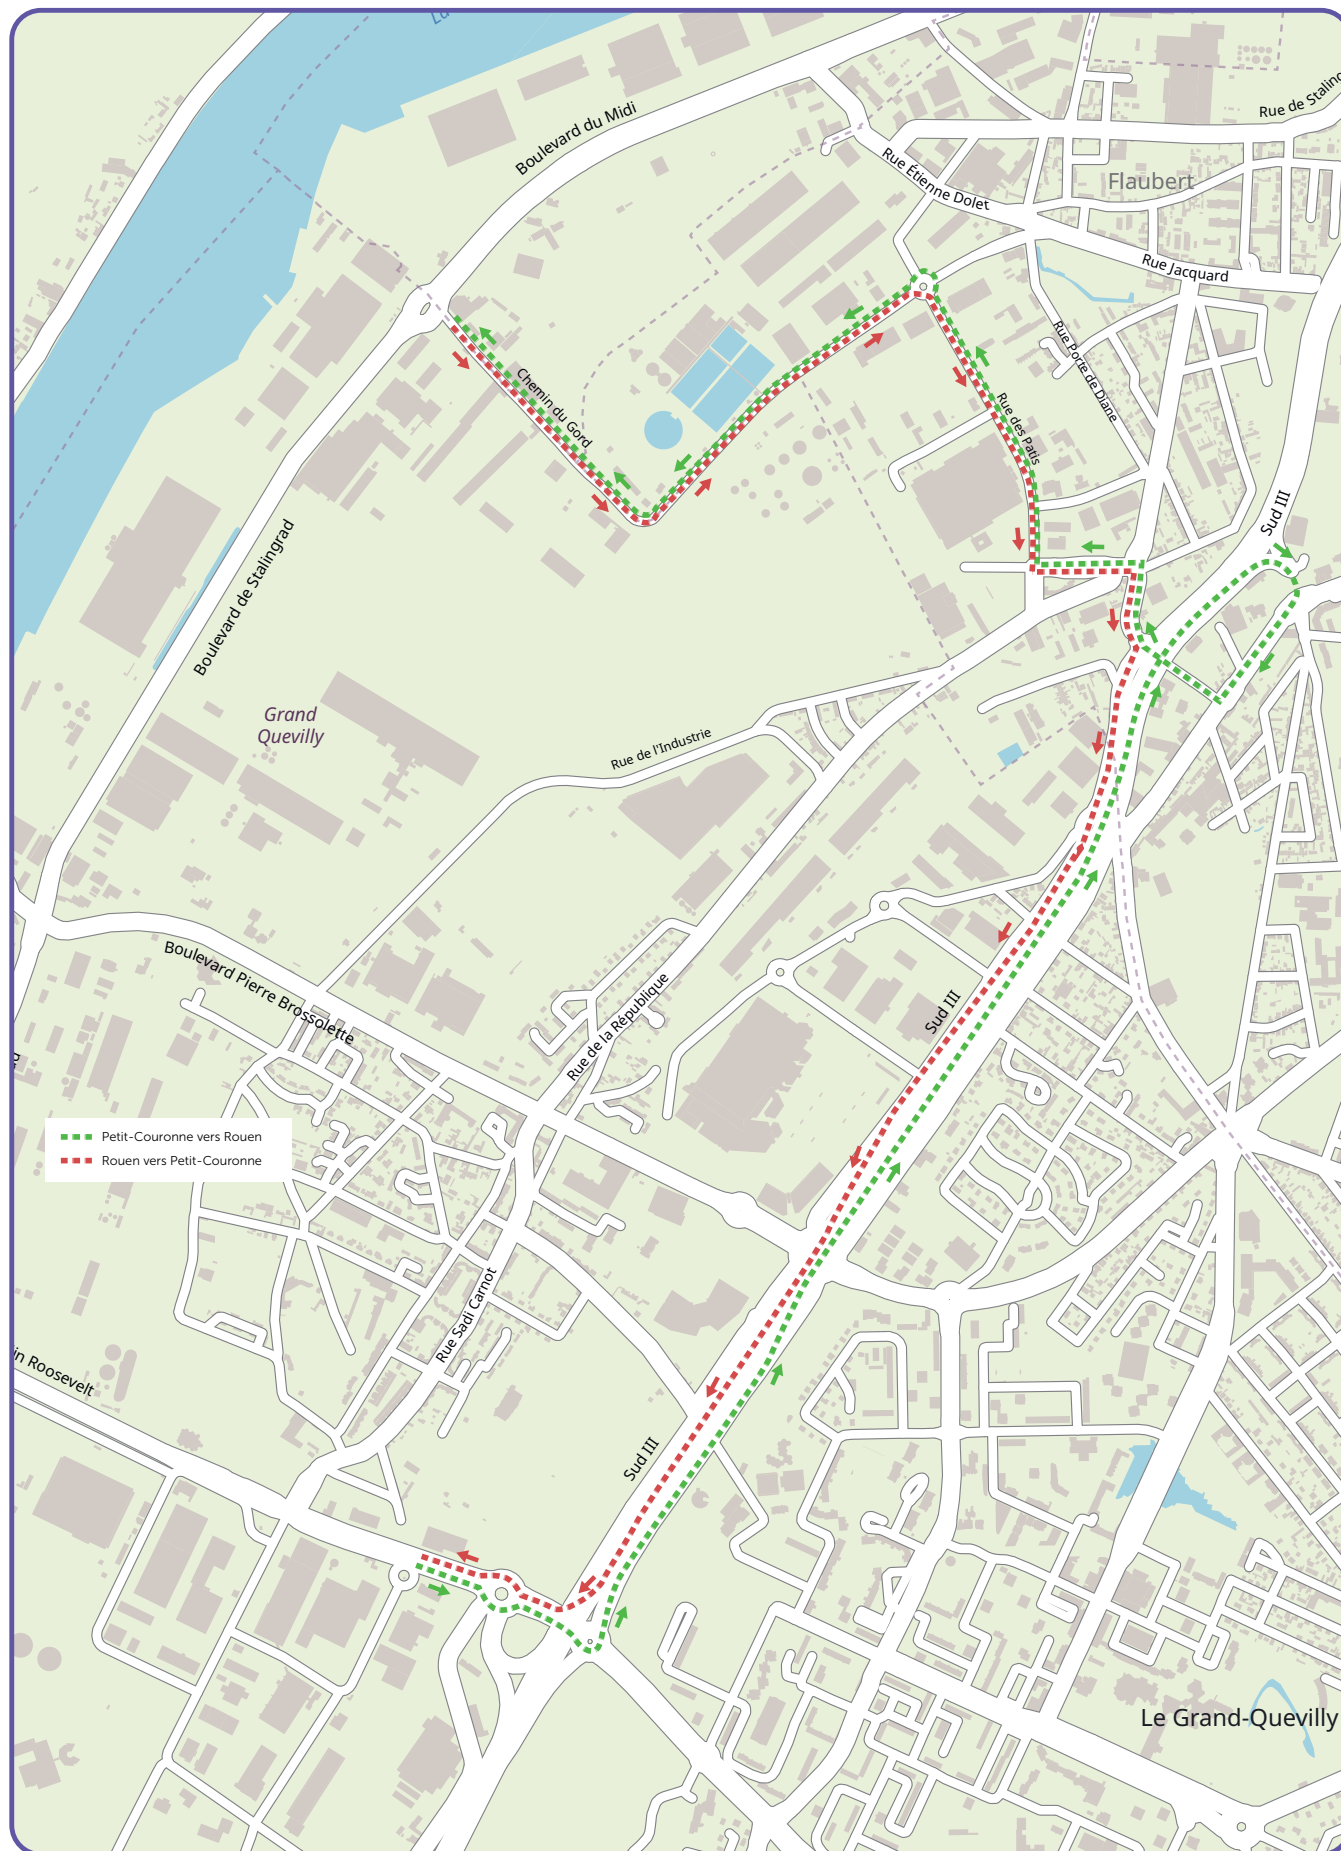 Boulevard du Midi
Rue de Stalingr
Rue Étienne Dolet
Flaubert
Rue Jacquard
Rue Porte de Diane
Chemin du Gord
Rue des Patis
Sud III
Boulevard de Stalingrad
Grand
Quevilly
Rue de l'Industrie
Boulevard Pierre Brossolette
Rue de la République
Sud III
Petit-Couronne vers Rouen
Rouen vers Petit-Couronne
Rue Sadi Carnot
in Roosevelt
Sud III
Le Grand-Quevilly